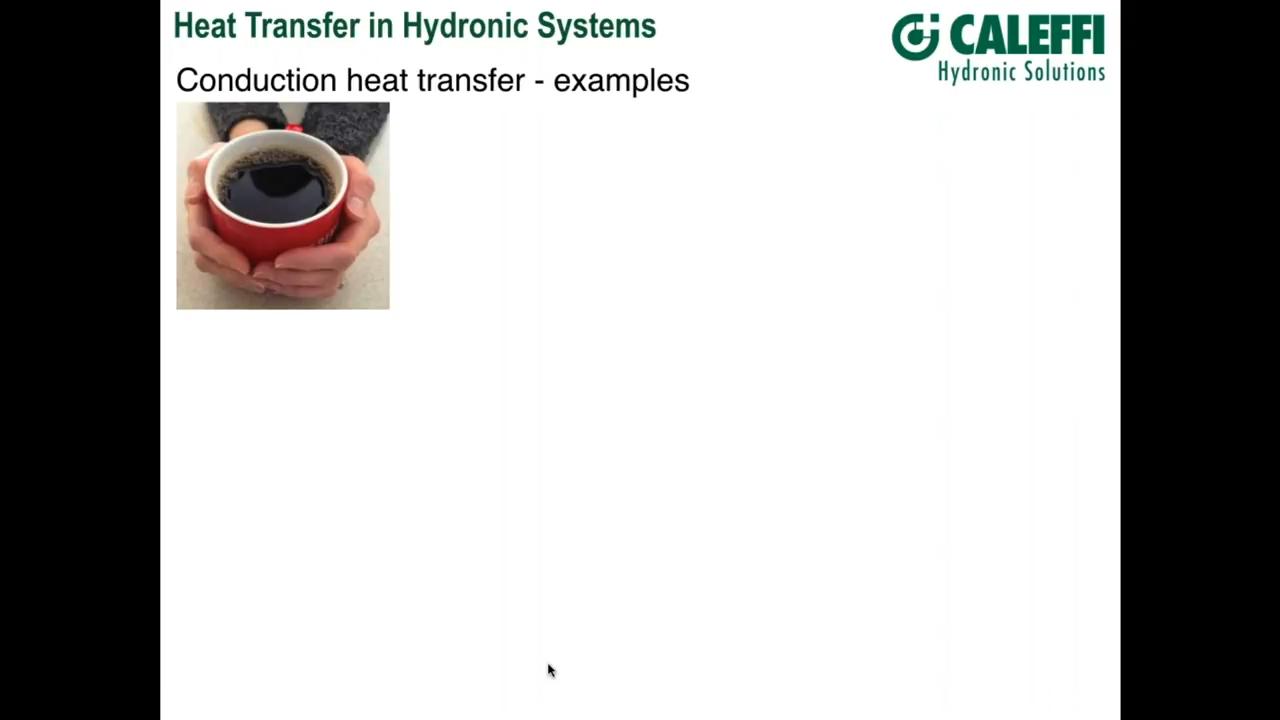 Heat Transfer in Hydronic Systems
CALEFFI
Hydronic Solutions
Conduction heat transfer - examples